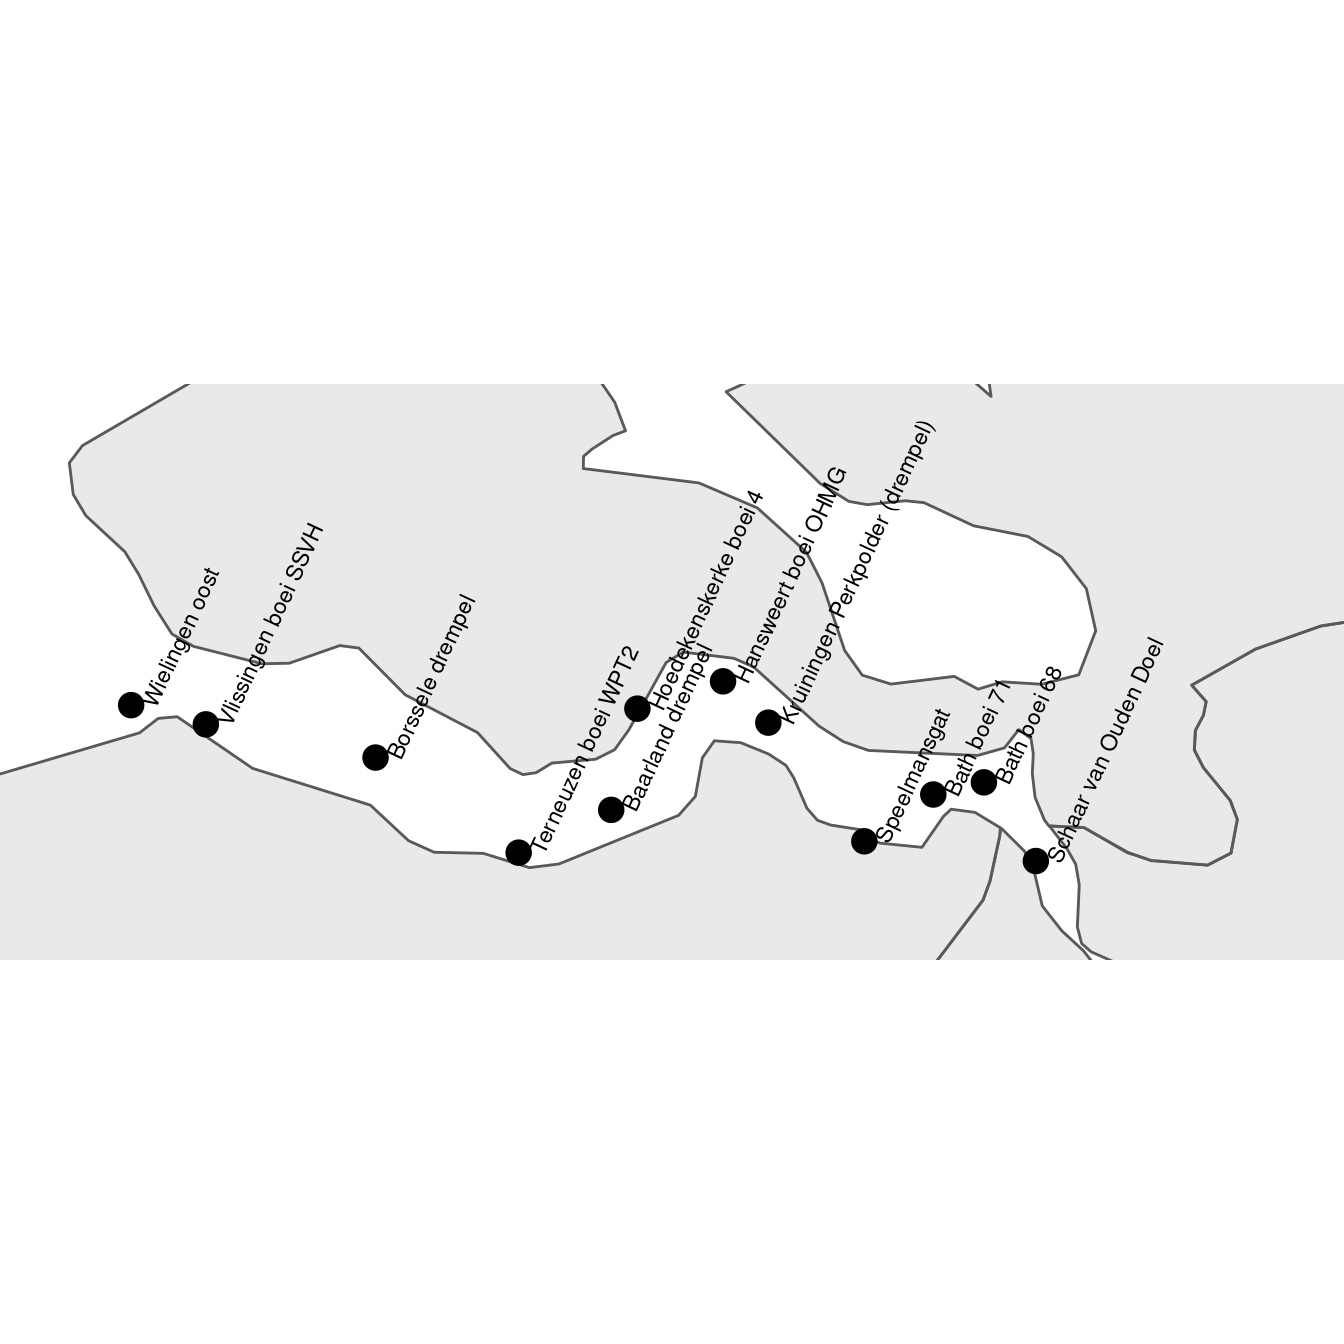 Wielingen oost
Vlissingen boei SSVH
Borssele drempel
Terneuzen boei WPT2
Hoedekenskerke boei 4
Baarland drempel
Hansweert boei OHMG
Kruiningen Perkpolder (drempel)
Speelmansgat
Bath boei 71
Bath boei 68
Schaar van Ouden Doel